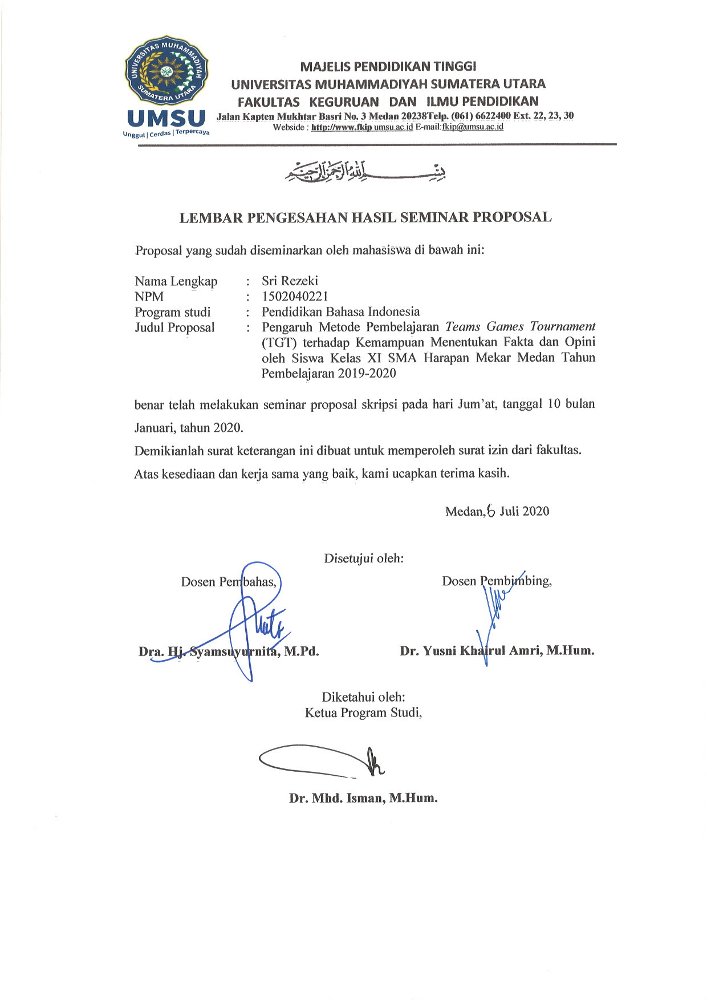 UNIVERSITAS MUHAMMADIYAH
SUMATERA UTARA
UMSU
Unggul | Cerdas | Terpercaya
MAJELIS PENDIDIKAN TINGGI
UNIVERSITAS MUHAMMADIYAH SUMATERA UTARA
FAKULTAS KEGURUAN DAN ILMU PENDIDIKAN
Jalan Kapten Mukhtar Basri No. 3 Medan 20238Telp. (061) 6622400 Ext. 22, 23, 30
Webside : http://www.fkip umsu.ac.id E-mail:fkip@umsu.ac.id
بسم الله الرحمن الرحيم
LEMBAR PENGESAHAN HASIL SEMINAR PROPOSAL
Proposal yang sudah diseminarkan oleh mahasiswa di bawah ini:
Nama Lengkap : Sri Rezeki
NPM : 1502040221
Program studi : Pendidikan Bahasa Indonesia
Judul Proposal : Pengaruh Metode Pembelajaran Teams Games Tournament
(TGT) terhadap Kemampuan Menentukan Fakta dan Opini
oleh Siswa Kelas XI SMA Harapan Mekar Medan Tahun
Pembelajaran 2019-2020
benar telah melakukan seminar proposal skripsi pada hari Jum'at, tanggal 10 bulan
Januari, tahun 2020.
Demikianlah surat keterangan ini dibuat untuk memperoleh surat izin dari fakultas.
Atas kesediaan dan kerja sama yang baik, kami ucapkan terima kasih.
Medan, 6 Juli 2020
Disetujui oleh:
Dosen Pembahas, Dosen Pembimbing,
Dra. Hj. Syamsuyurnita, M.Pd. Dr. Yusni Khairul Amri, M.Hum.
Diketahui oleh:
Ketua Program Studi,
Dr. Mhd. Isman, M.Hum.